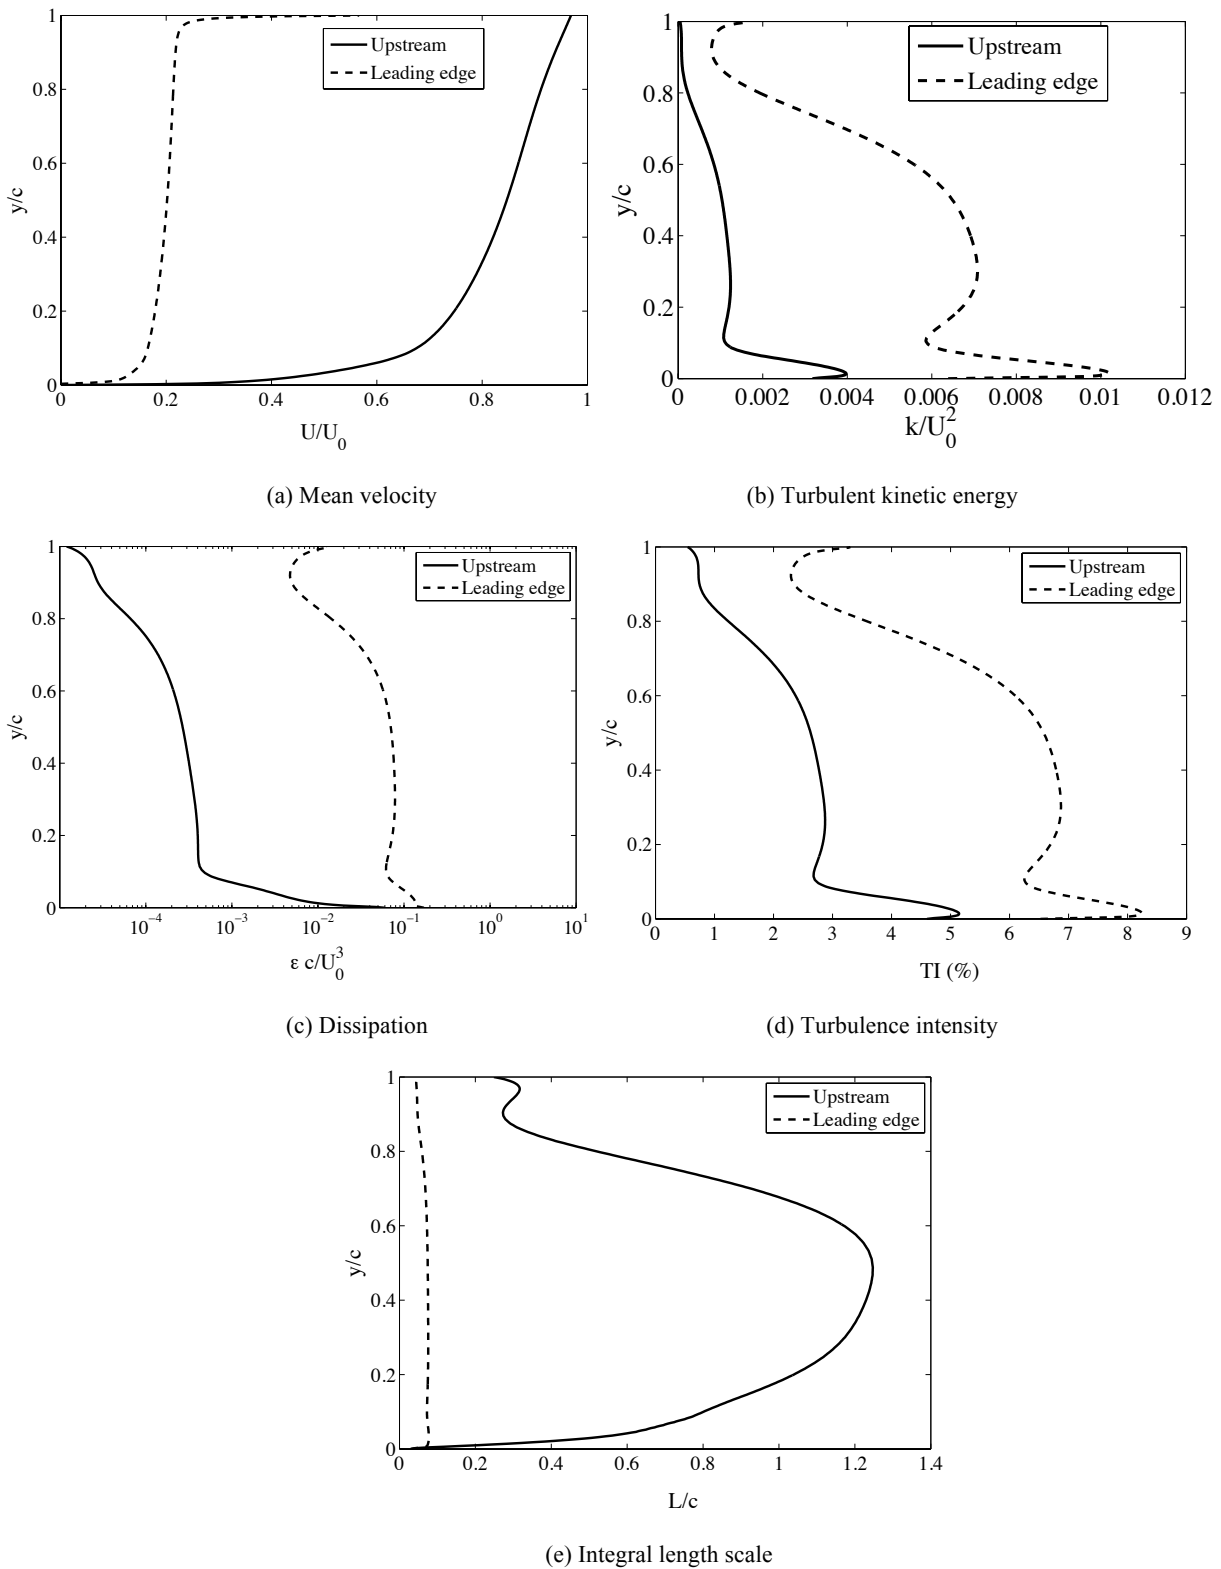 1
0.8
0.6
0.4
0.2
0
y/c
0 0.2 0.4 0.6 0.8 1
U/U0
Upstream
Leading edge
(a) Mean velocity
1
0.8
0.6
0.4
0.2
0
y/c
0 0.002 0.004 0.006 0.008 0.01 0.012
k/U0^2
Upstream
Leading edge
(b) Turbulent kinetic energy
1
0.8
0.6
0.4
0.2
0
y/c
10^−4 10^−3 10^−2 10^−1 10^0 10^1
ε c/U0^3
Upstream
Leading edge
(c) Dissipation
1
0.8
0.6
0.4
0.2
0
y/c
0 1 2 3 4 5 6 7 8 9
TI (%)
Upstream
Leading edge
(d) Turbulence intensity
1
0.8
0.6
0.4
0.2
0
y/c
0 0.2 0.4 0.6 0.8 1 1.2 1.4
L/c
Upstream
Leading edge
(e) Integral length scale